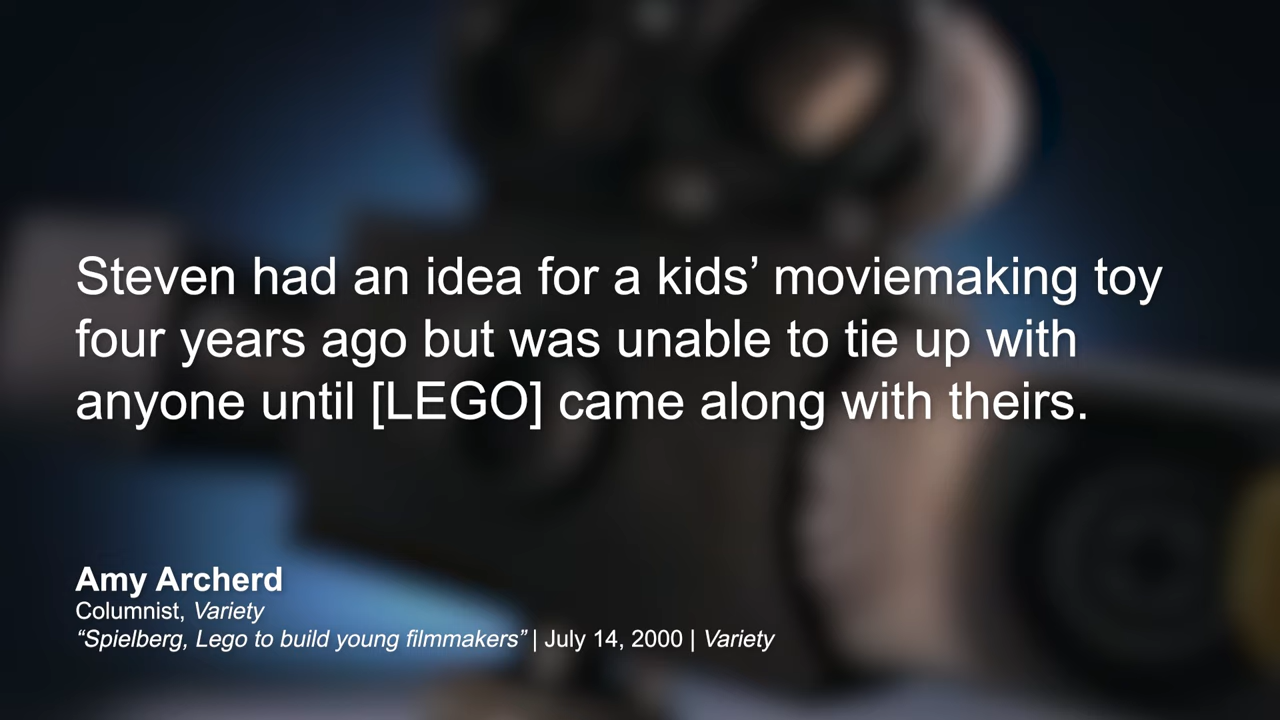 Steven had an idea for a kids’ moviemaking toy
four years ago but was unable to tie up with
anyone until [LEGO] came along with theirs.
Amy Archerd
Columnist, Variety
“Spielberg, Lego to build young filmmakers” | July 14, 2000 | Variety